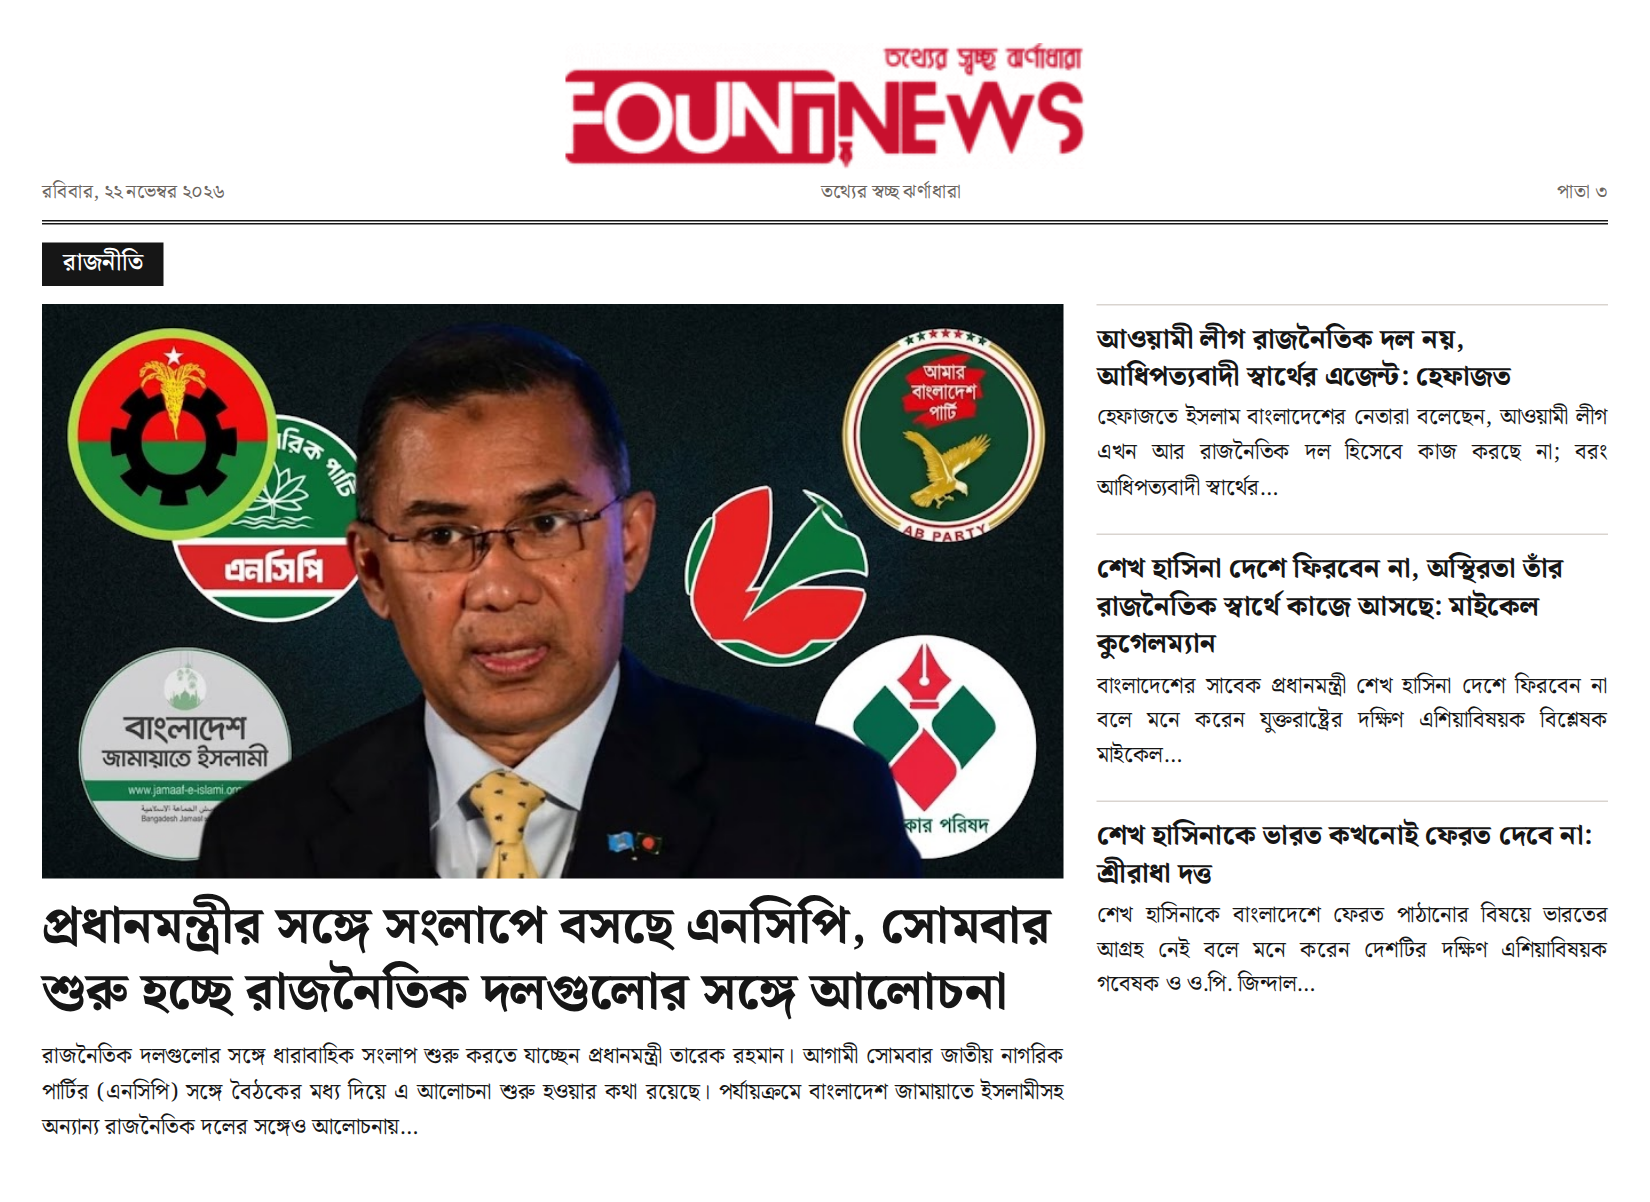 তথ্যের স্বচ্ছ ঝর্ণাধারা
FOUNTNEWS
রবিবার, ২২ নভেম্বর ২০২৬
তথ্যের স্বচ্ছ ঝর্ণাধারা
পাতা ৩
রাজনীতি
রিক পার্টি
এনসিপি
আমার
বাংলাদেশ
পার্টি
AB PARTY
বাংলাদেশ
জামায়াতে ইসলামী
www.jamaat-e-islami.or
Bangladesh Jamaa
কার পরিষদ
প্রধানমন্ত্রীর সঙ্গে সংলাপে বসছে এনসিপি, সোমবার
শুরু হচ্ছে রাজনৈতিক দলগুলোর সঙ্গে আলোচনা
রাজনৈতিক দলগুলোর সঙ্গে ধারাবাহিক সংলাপ শুরু করতে যাচ্ছেন প্রধানমন্ত্রী তারেক রহমান। আগামী সোমবার জাতীয় নাগরিক
পার্টির (এনসিপি) সঙ্গে বৈঠকের মধ্য দিয়ে এ আলোচনা শুরু হওয়ার কথা রয়েছে। পর্যায়ক্রমে বাংলাদেশ জামায়াতে ইসলামীসহ
অন্যান্য রাজনৈতিক দলের সঙ্গেও আলোচনায়...
আওয়ামী লীগ রাজনৈতিক দল নয়,
আধিপত্যবাদী স্বার্থের এজেন্ট: হেফাজত
হেফাজতে ইসলাম বাংলাদেশের নেতারা বলেছেন, আওয়ামী লীগ
এখন আর রাজনৈতিক দল হিসেবে কাজ করছে না; বরং
আধিপত্যবাদী স্বার্থের...
শেখ হাসিনা দেশে ফিরবেন না, অস্থিরতা তাঁর
রাজনৈতিক স্বার্থে কাজে আসছে: মাইকেল
কুগেলম্যান
বাংলাদেশের সাবেক প্রধানমন্ত্রী শেখ হাসিনা দেশে ফিরবেন না
বলে মনে করেন যুক্তরাষ্ট্রের দক্ষিণ এশিয়াবিষয়ক বিশ্লেষক
মাইকেল...
শেখ হাসিনাকে ভারত কখনোই ফেরত দেবে না:
শ্রীরাধা দত্ত
শেখ হাসিনাকে বাংলাদেশে ফেরত পাঠানোর বিষয়ে ভারতের
আগ্রহ নেই বলে মনে করেন দেশটির দক্ষিণ এশিয়াবিষয়ক
গবেষক ও ও.পি. জিন্দাল...